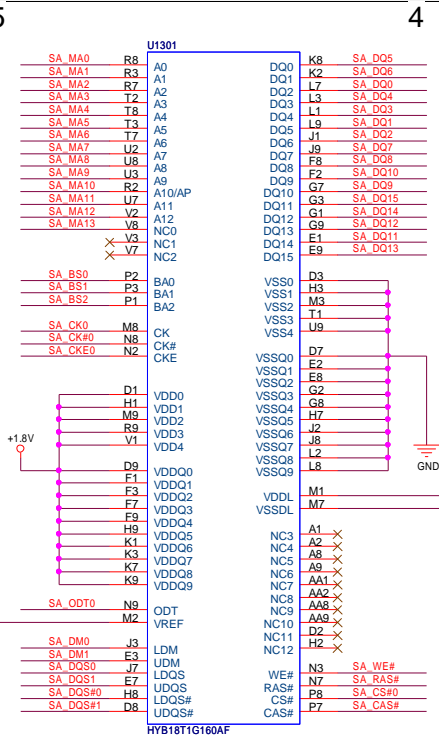 5
4
U1301
SA_MA0 R8 A0
SA_MA1 R3 A1
SA_MA2 R7 A2
SA_MA3 T2 A3
SA_MA4 T8 A4
SA_MA5 T3 A5
SA_MA6 T7 A6
SA_MA7 U2 A7
SA_MA8 U8 A8
SA_MA9 U3 A9
SA_MA10 R2 A10/AP
SA_MA11 U7 A11
SA_MA12 V2 A12
SA_MA13 V8 NC0
V3 NC1
V7 NC2
SA_BS0 P2 BA0
SA_BS1 P3 BA1
SA_BS2 P1 BA2
SA_CK0 M8 CK
SA_CK#0 N8 CK#
SA_CKE0 N2 CKE
D1 VDD0
H1 VDD1
M9 VDD2
R9 VDD3
V1 VDD4
+1.8V
D9 VDDQ0
F1 VDDQ1
F3 VDDQ2
F7 VDDQ3
F9 VDDQ4
H9 VDDQ5
K1 VDDQ6
K3 VDDQ7
K7 VDDQ8
K9 VDDQ9
SA_ODT0 N9 ODT
M2 VREF
SA_DM0 J3 LDM
SA_DM1 E3 UDM
SA_DQS0 J7 LDQS
SA_DQS1 E7 UDQS
SA_DQS#0 H8 LDQS#
SA_DQS#1 D8 UDQS#
DQ0 K8 SA_DQ5
DQ1 K2 SA_DQ6
DQ2 L7 SA_DQ0
DQ3 L3 SA_DQ4
DQ4 L1 SA_DQ3
DQ5 L9 SA_DQ1
DQ6 J1 SA_DQ2
DQ7 J9 SA_DQ7
DQ8 F8 SA_DQ8
DQ9 F2 SA_DQ10
DQ10 G7 SA_DQ9
DQ11 G3 SA_DQ15
DQ12 G1 SA_DQ14
DQ13 G9 SA_DQ12
DQ14 E1 SA_DQ11
DQ15 E9 SA_DQ13
VSS0 D3
VSS1 H3
VSS2 M3
VSS3 T1
VSS4 U9
VSSQ0 D7
VSSQ1 E2
VSSQ2 E8
VSSQ3 G2
VSSQ4 G8
VSSQ5 H7
VSSQ6 J2
VSSQ7 J8
VSSQ8 L2
VSSQ9 L8
GND
VDDL M1
VSSDL M7
NC3 A1
NC4 A2
NC5 A8
NC6 A9
NC7 AA1
NC8 AA2
NC9 AA8
NC10 AA9
NC11 D2
NC12 H2
WE# N3 SA_WE#
RAS# N7 SA_RAS#
CS# P8 SA_CS#0
CAS# P7 SA_CAS#
HYB18T1G160AF